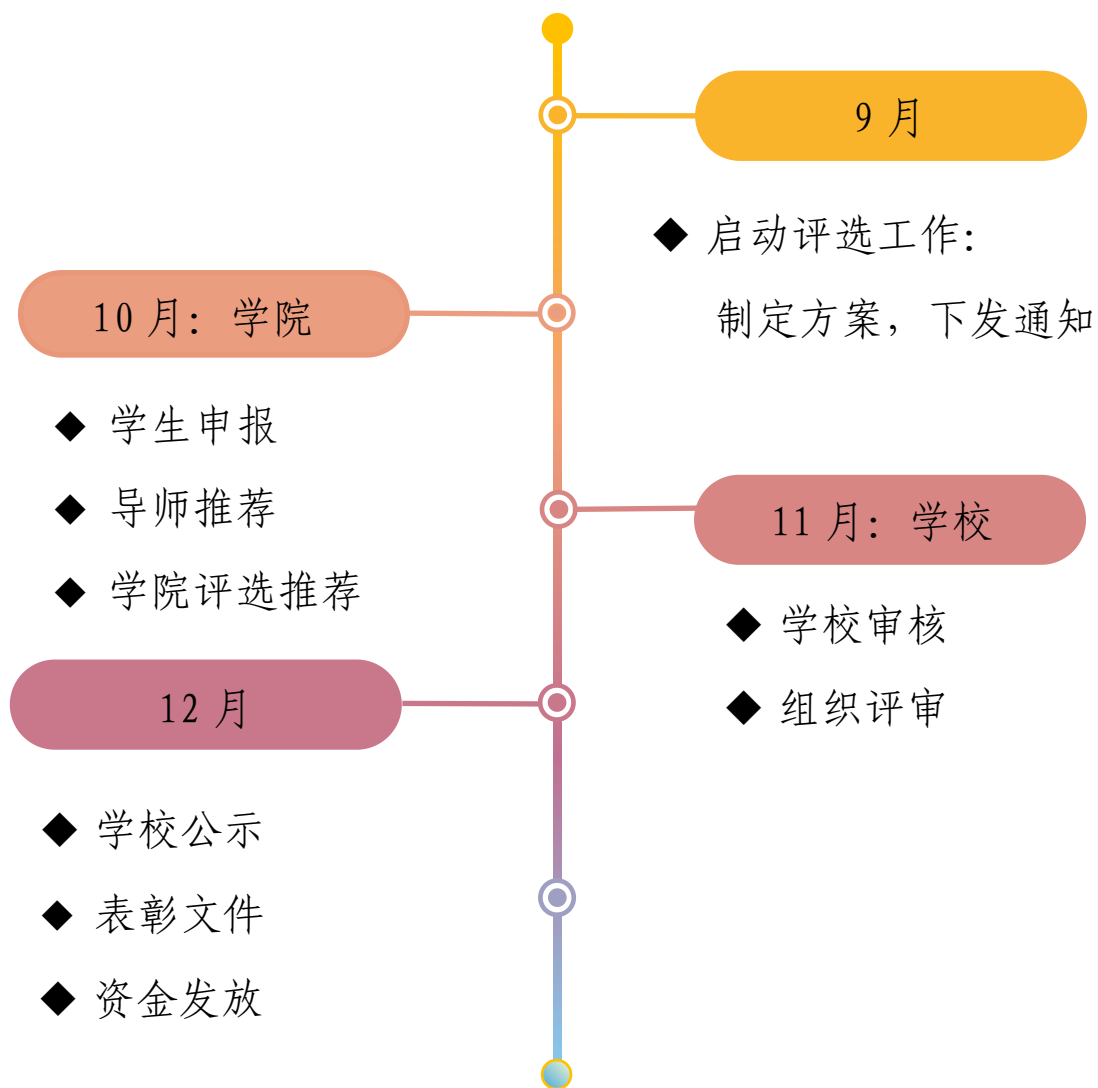 9 月
◆ 启动评选工作：
制定方案，下发通知
10 月：学院
◆ 学生申报
◆ 导师推荐
◆ 学院评选推荐
11 月：学校
◆ 学校审核
◆ 组织评审
12 月
◆ 学校公示
◆ 表彰文件
◆ 资金发放